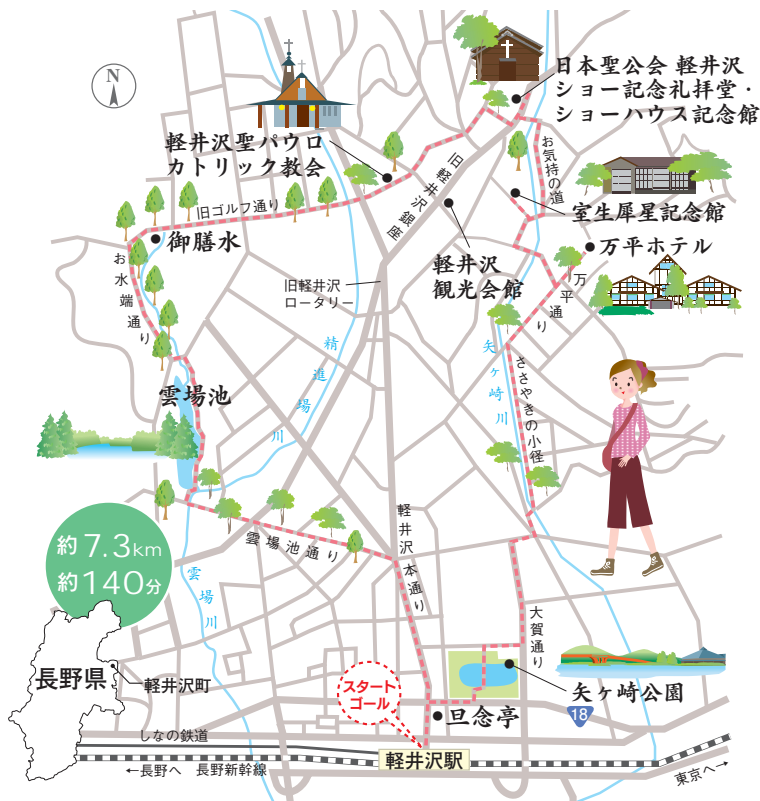 N
日本聖公会 軽井沢
ショー記念礼拝堂・
ショーハウス記念館
軽井沢聖パウロ
カトリック教会
旧軽井沢銀座
お気持の道
室生犀星記念館
旧ゴルフ通り
御膳水
万平ホテル
軽井沢
観光会館
お水端通り
旧軽井沢
ロータリー
万平通り
精進場川
矢ヶ崎川
ささやきの小径
雲場池
約7.3km
約140分
雲場池通り
軽井沢本通り
雲場川
大賀通り
長野県
軽井沢町
スタート
ゴール
矢ヶ崎公園
18
旦念亭
しなの鉄道
軽井沢駅
←長野へ 長野新幹線
東京へ→